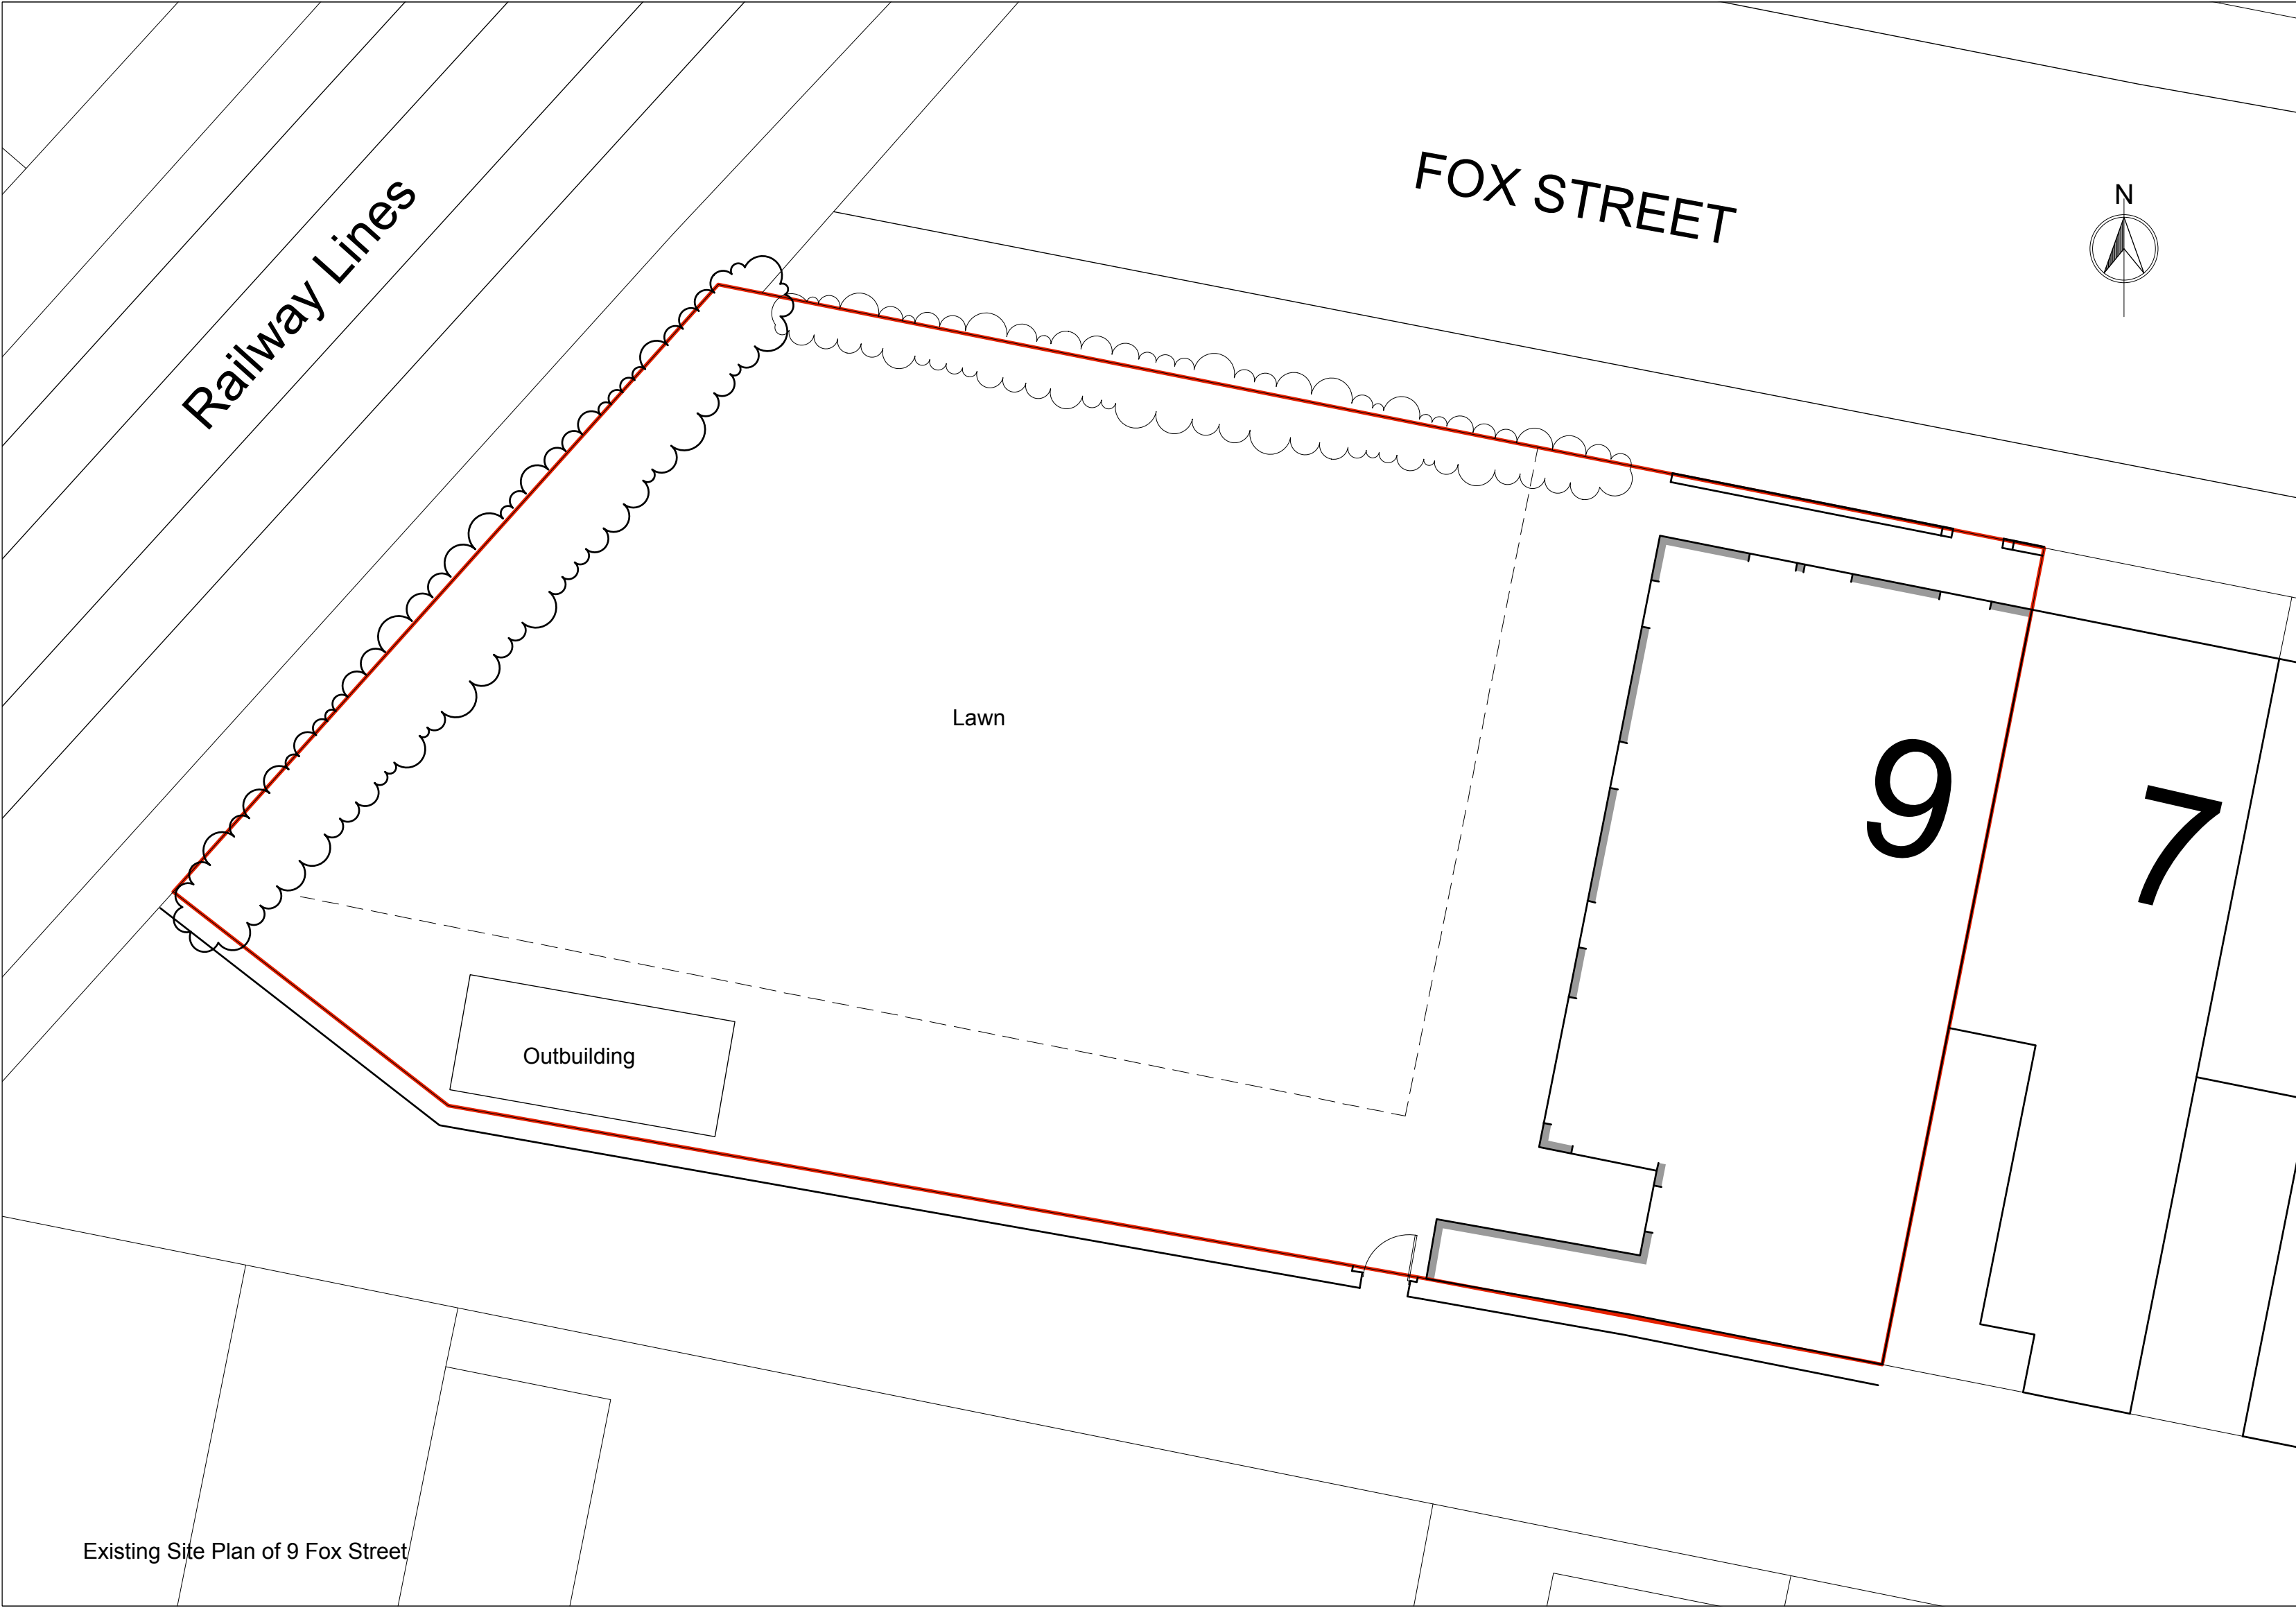 FOX STREET
N
Railway Lines
Lawn
9
7
Outbuilding
Existing Site Plan of 9 Fox Street